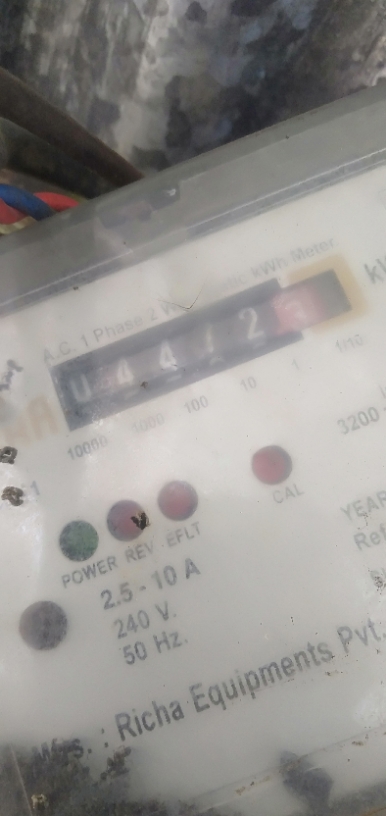 A.C. 1 Phase 2 W kWh Meter
0 4 4 1 2
10000 1000 100 10 1 1/10
3200
CAL
POWER REV EFLT
YEAR
2.5 - 10 A
240 V.
50 Hz.
Mfs. : Richa Equipments Pvt.